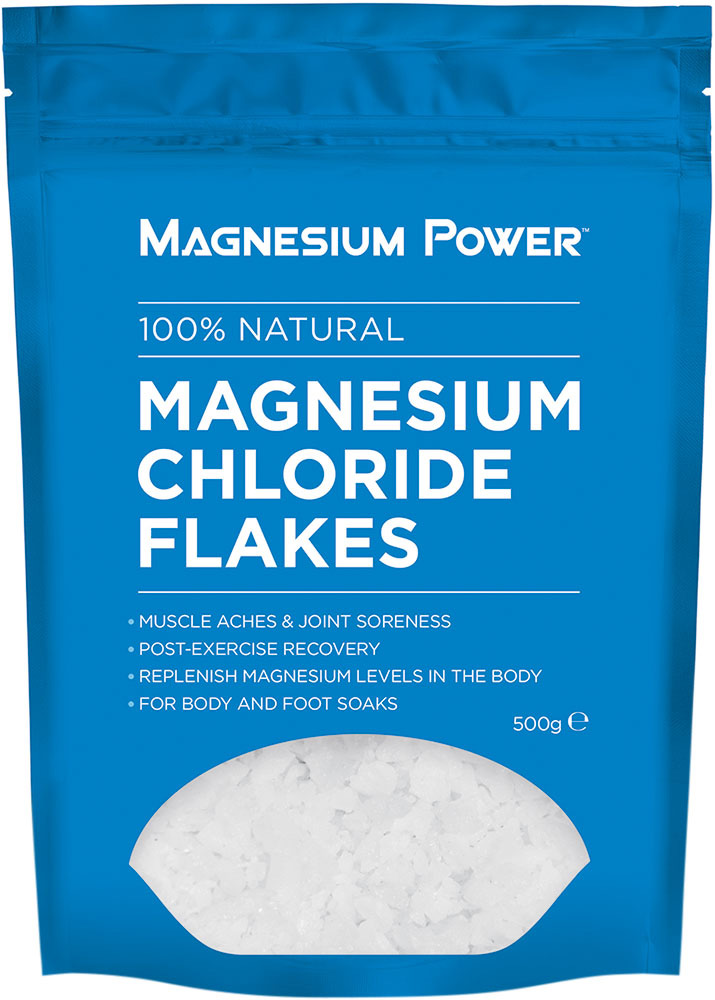 MAGNESIUM POWER™
100% NATURAL
MAGNESIUM
CHLORIDE
FLAKES
• MUSCLE ACHES & JOINT SORENESS
• POST-EXERCISE RECOVERY
• REPLENISH MAGNESIUM LEVELS IN THE BODY
• FOR BODY AND FOOT SOAKS
500g ℮